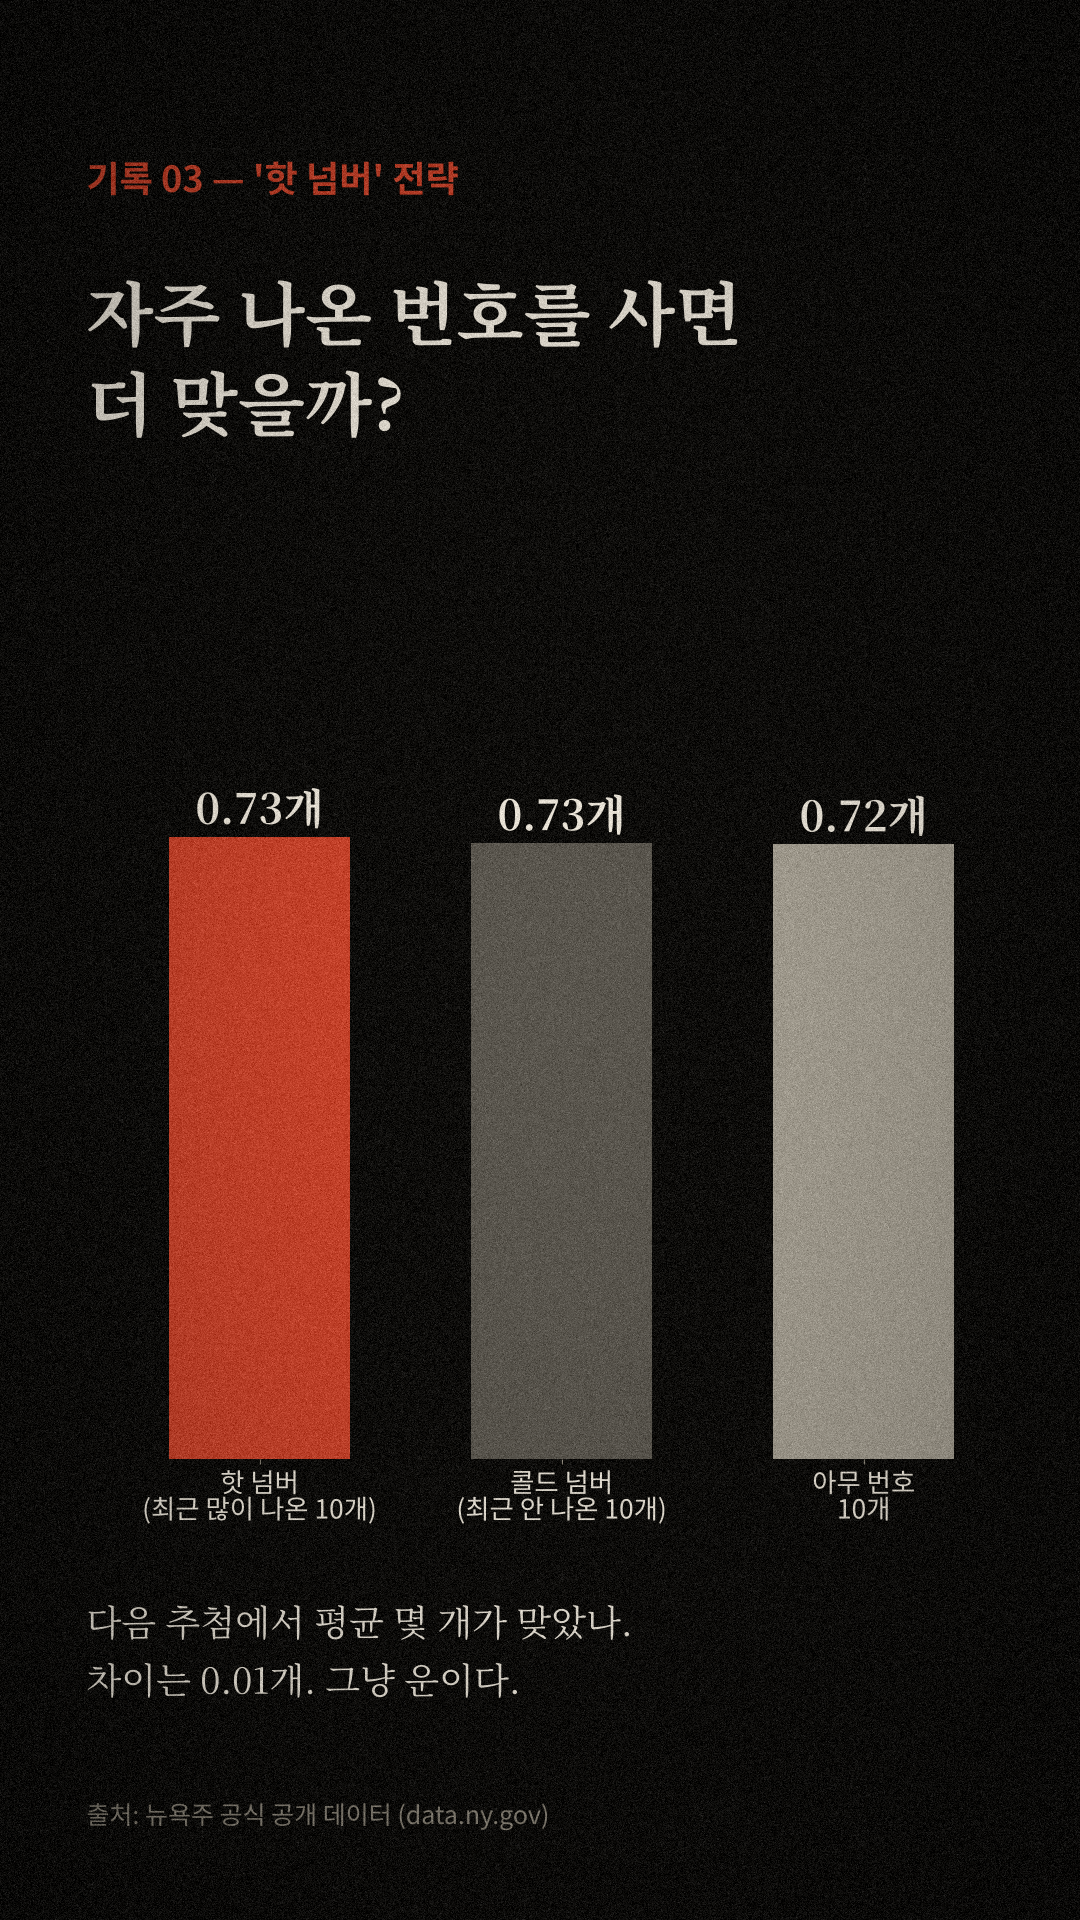 기록 03 — '핫 넘버' 전략
자주 나온 번호를 사면
더 맞을까?
0.73개
0.73개
0.72개
핫 넘버
(최근 많이 나온 10개)
콜드 넘버
(최근 안 나온 10개)
아무 번호
10개
다음 추첨에서 평균 몇 개가 맞았나.
차이는 0.01개. 그냥 운이다.
출처: 뉴욕주 공식 공개 데이터 (data.ny.gov)